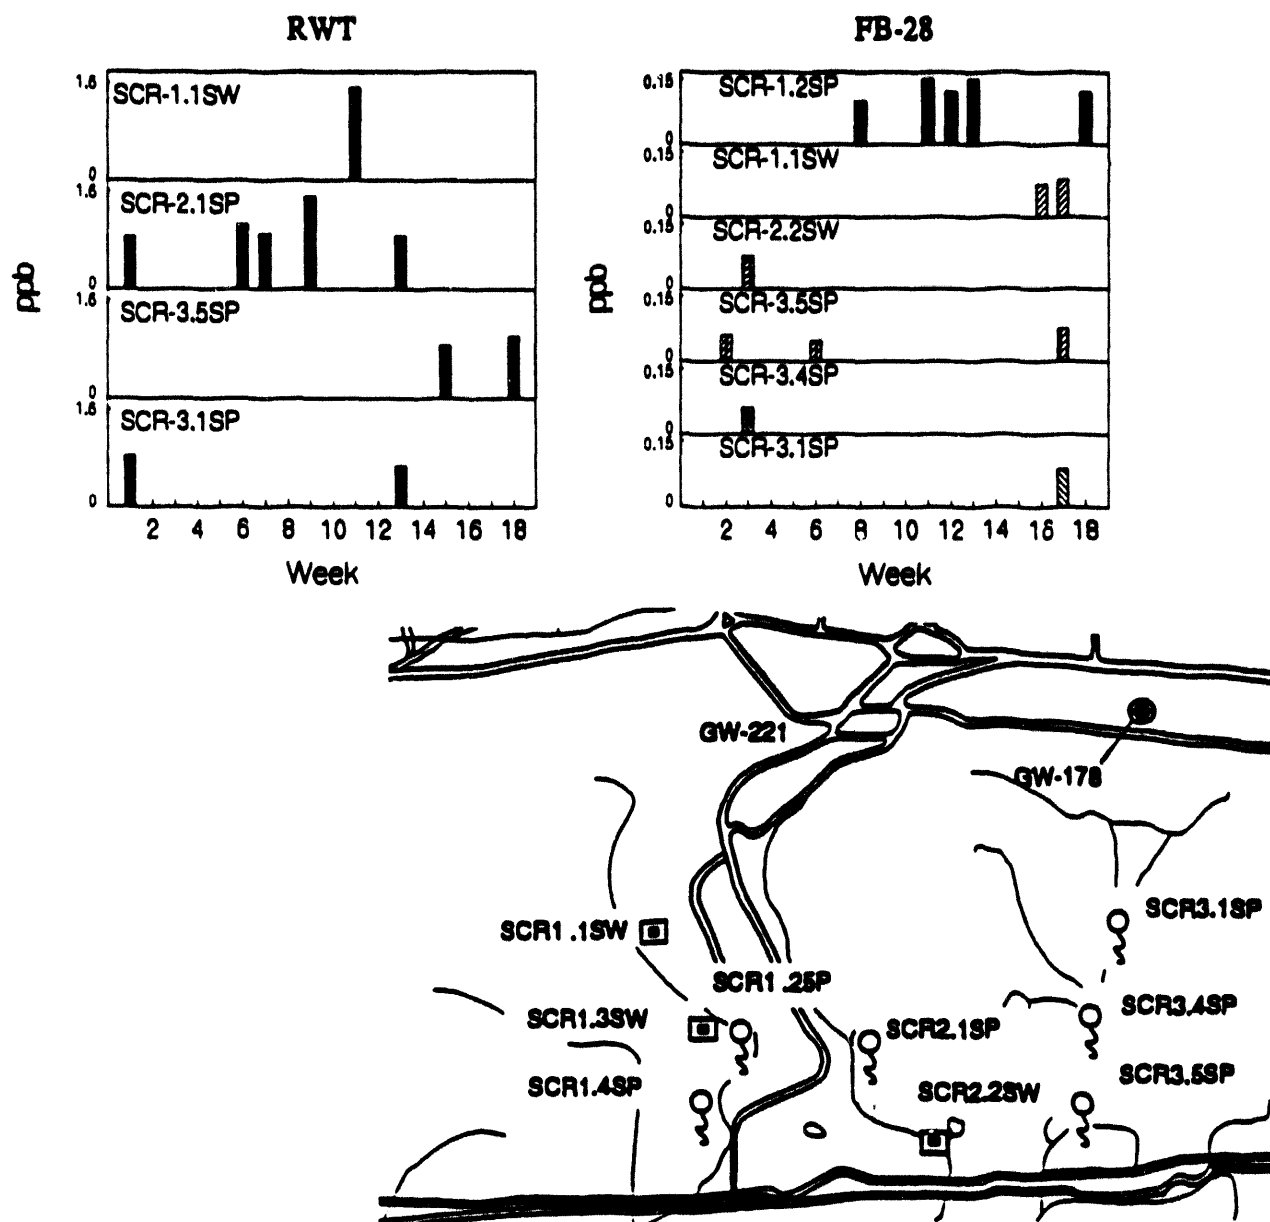 RWT
FB-28
1.6
SCR-1.1SW
0
1.6
SCR-2.1SP
0
1.6
SCR-3.5SP
0
1.6
SCR-3.1SP
0
ppb
2 4 6 8 10 12 14 16 18
Week
0.15
SCR-1.2SP
0
0.15
SCR-1.1SW
0
0.15
SCR-2.2SW
0
0.15
SCR-3.5SP
0
0.15
SCR-3.4SP
0
0.15
SCR-3.1SP
0
ppb
2 4 6 8 10 12 14 16 18
Week
GW-221
GW-178
SCR3.1SP
SCR1 .1SW
SCR1 .2SP
SCR3.4SP
SCR1.3SW
SCR2.1SP
SCR3.5SP
SCR1.4SP
SCR2.2SW